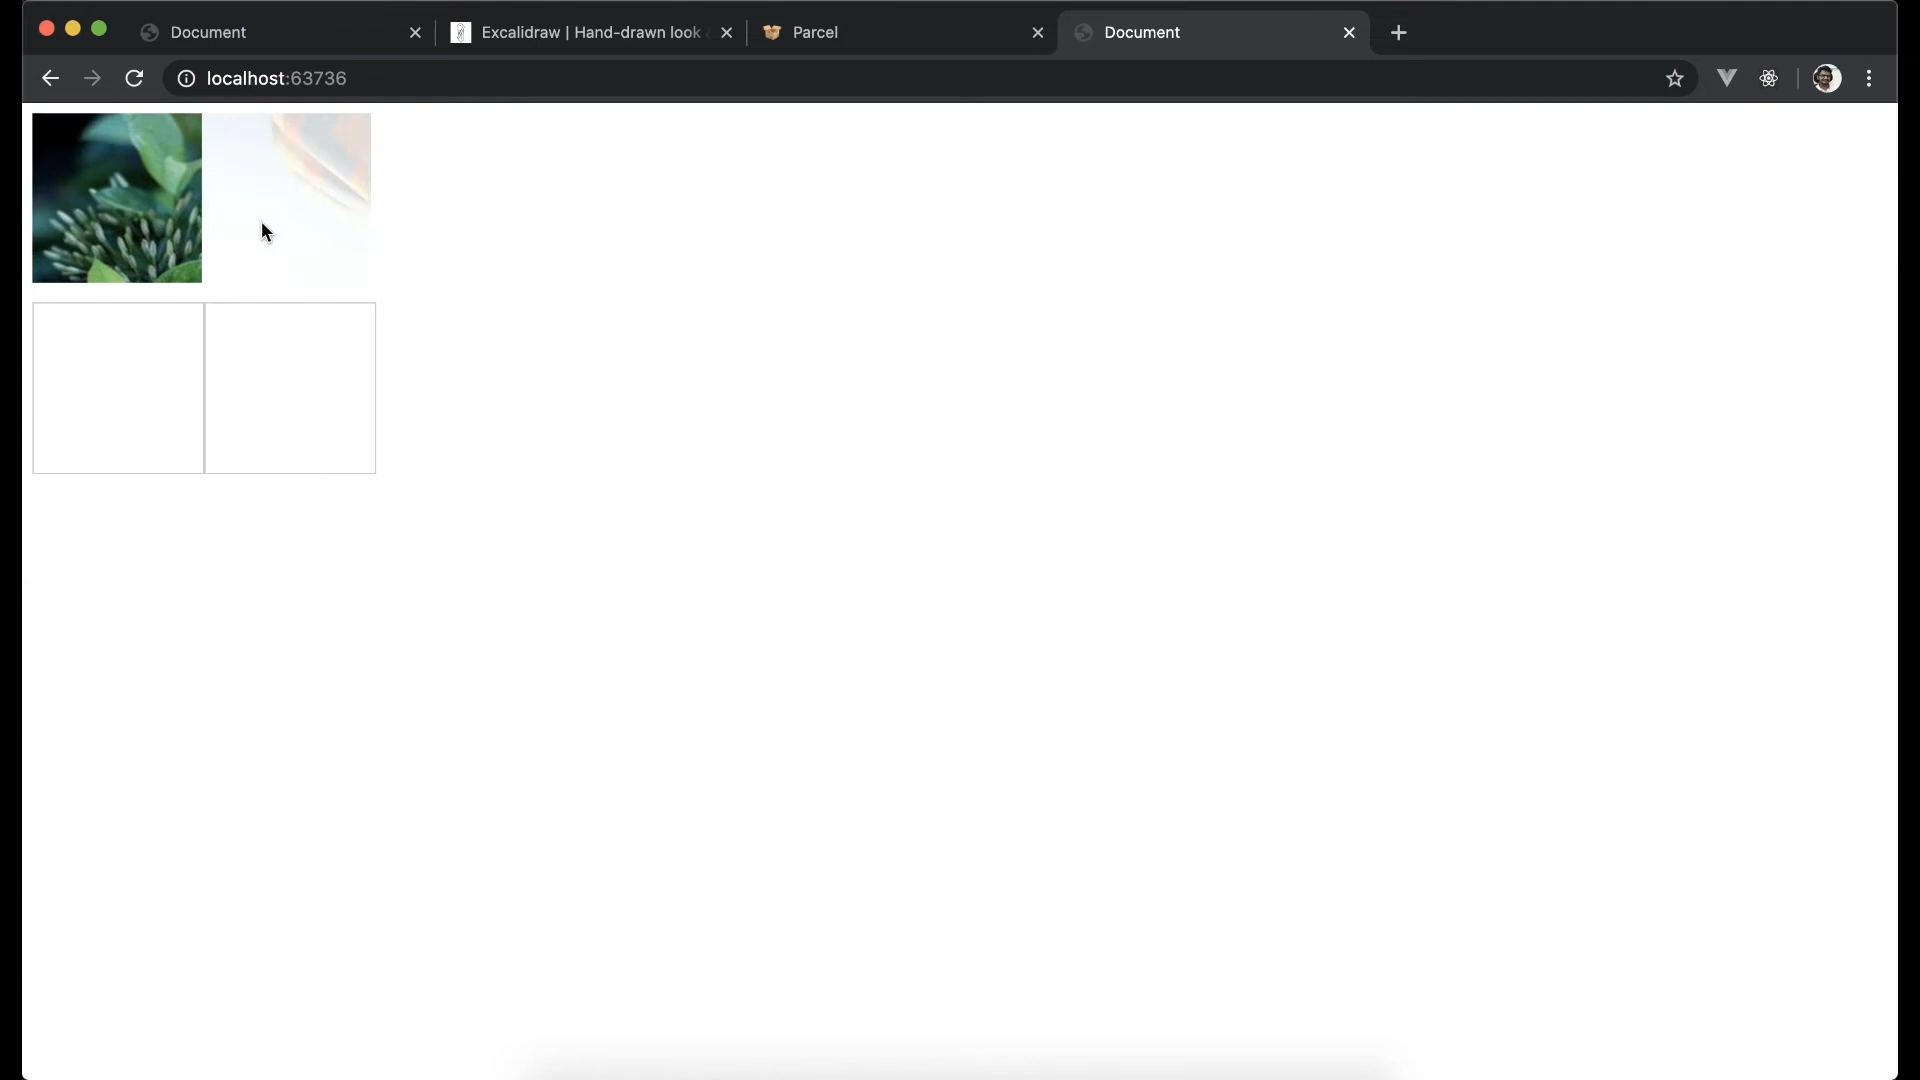 Document
Excalidraw | Hand-drawn look
Parcel
Document
localhost:63736